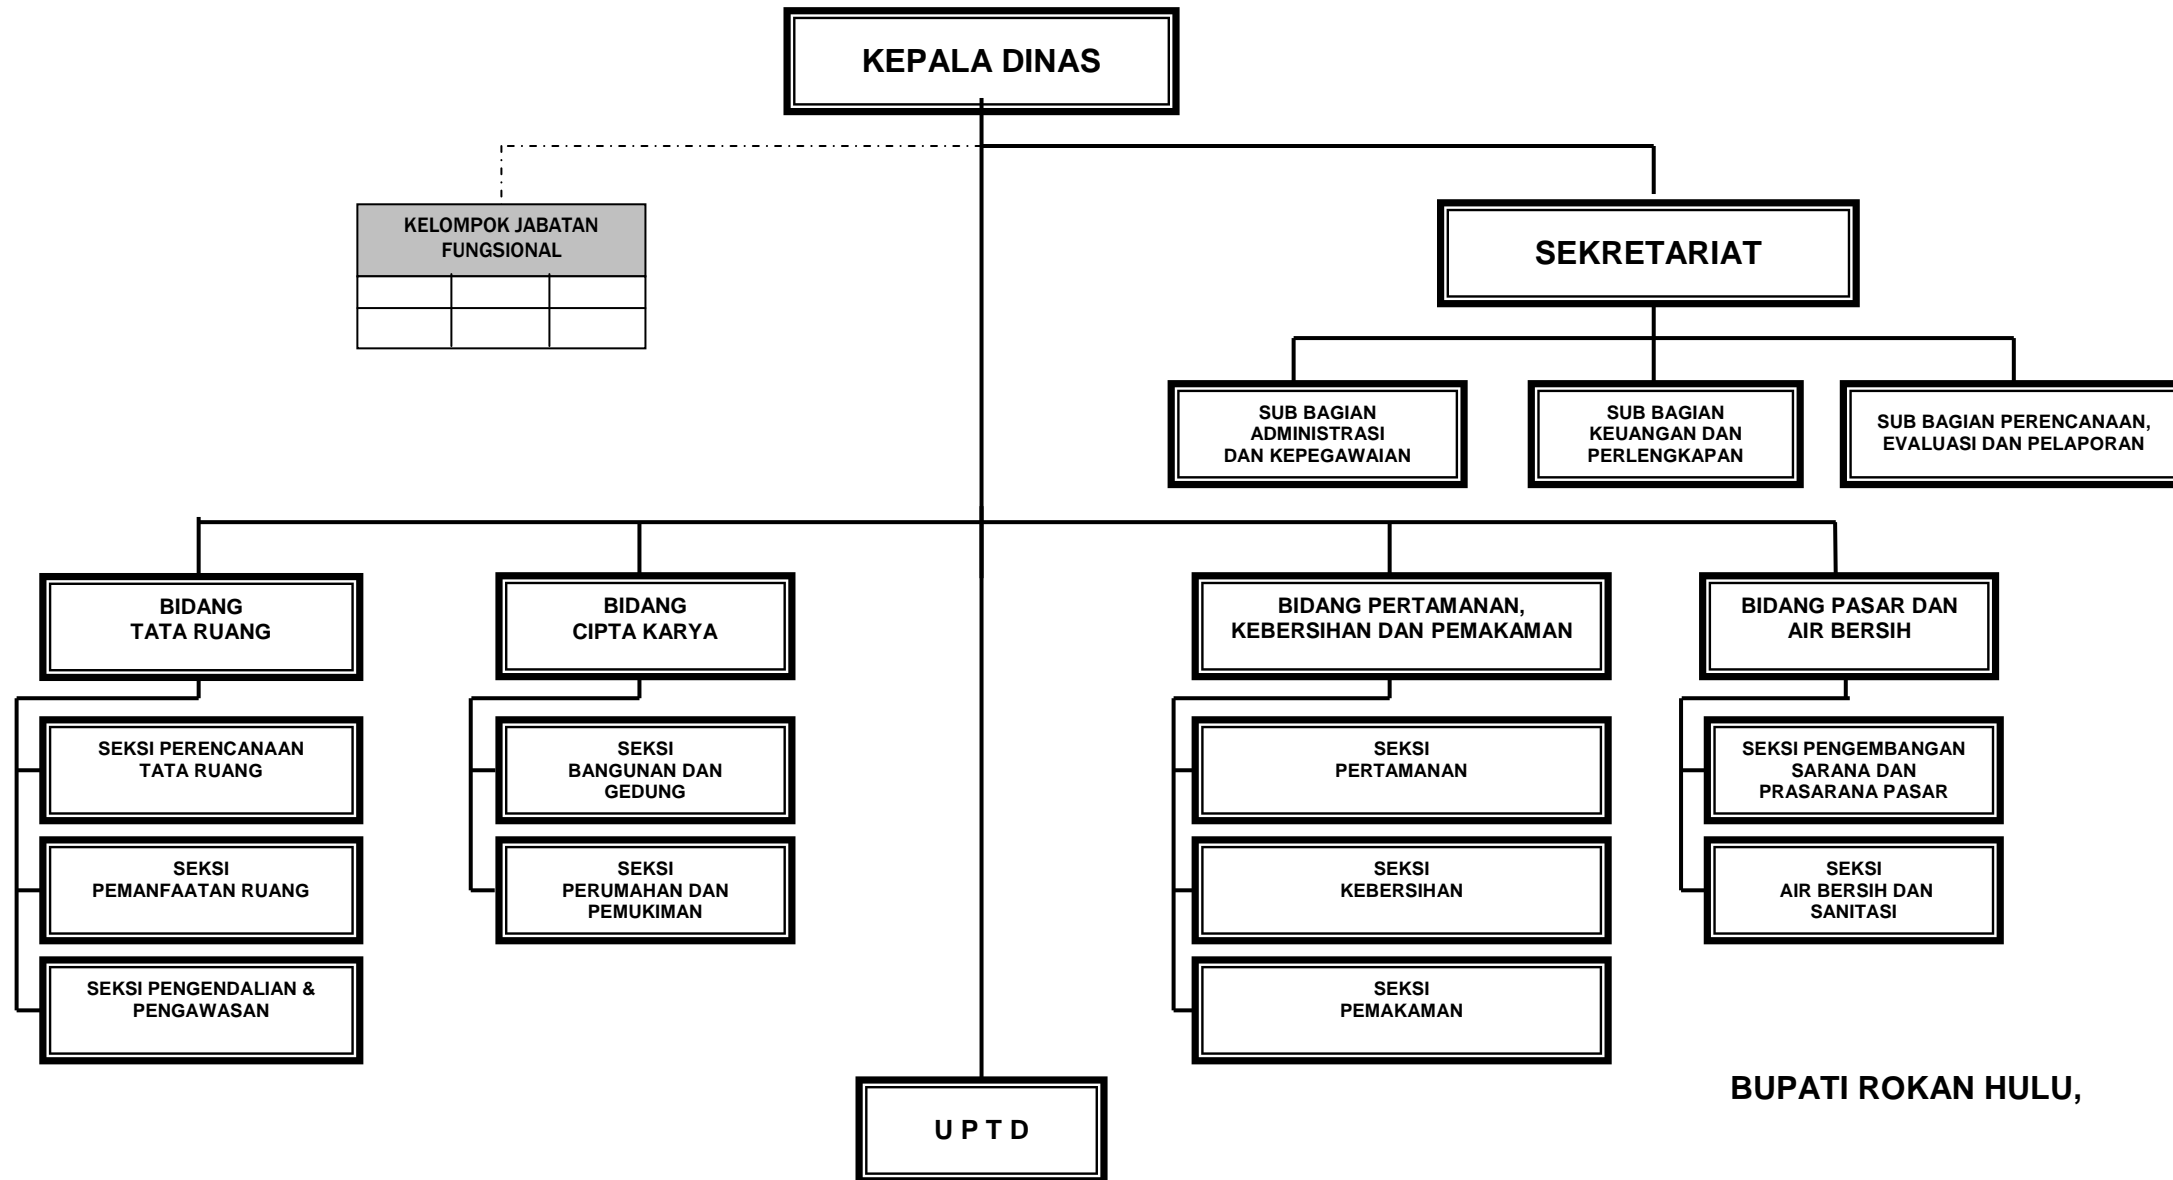 KEPALA DINAS
KELOMPOK JABATAN
FUNGSIONAL
SEKRETARIAT
SUB BAGIAN
ADMINISTRASI
DAN KEPEGAWAIAN
SUB BAGIAN
KEUANGAN DAN
PERLENGKAPAN
SUB BAGIAN PERENCANAAN,
EVALUASI DAN PELAPORAN
BIDANG
TATA RUANG
BIDANG
CIPTA KARYA
BIDANG PERTAMANAN,
KEBERSIHAN DAN PEMAKAMAN
BIDANG PASAR DAN
AIR BERSIH
SEKSI PERENCANAAN
TATA RUANG
SEKSI
BANGUNAN DAN
GEDUNG
SEKSI
PERTAMANAN
SEKSI PENGEMBANGAN
SARANA DAN
PRASARANA PASAR
SEKSI
PEMANFAATAN RUANG
SEKSI
PERUMAHAN DAN
PEMUKIMAN
SEKSI
KEBERSIHAN
SEKSI
AIR BERSIH DAN
SANITASI
SEKSI PENGENDALIAN &
PENGAWASAN
SEKSI
PEMAKAMAN
BUPATI ROKAN HULU,
U P T D